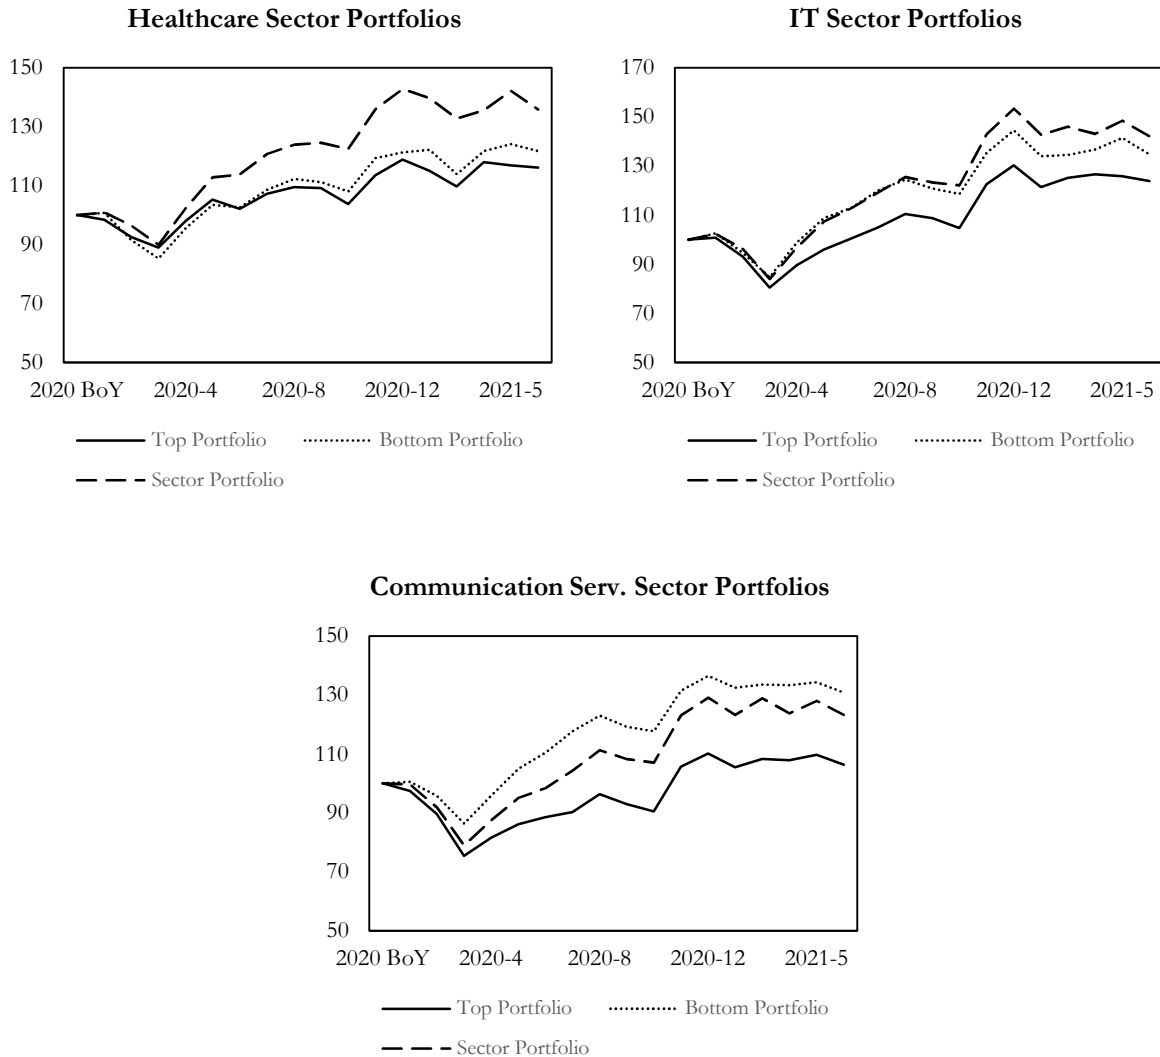 Healthcare Sector Portfolios
150
130
110
90
70
50
2020 BoY 2020-4 2020-8 2020-12 2021-5
Top Portfolio Bottom Portfolio
Sector Portfolio
IT Sector Portfolios
170
150
130
110
90
70
50
2020 BoY 2020-4 2020-8 2020-12 2021-5
Top Portfolio Bottom Portfolio
Sector Portfolio
Communication Serv. Sector Portfolios
150
130
110
90
70
50
2020 BoY 2020-4 2020-8 2020-12 2021-5
Top Portfolio Bottom Portfolio
Sector Portfolio